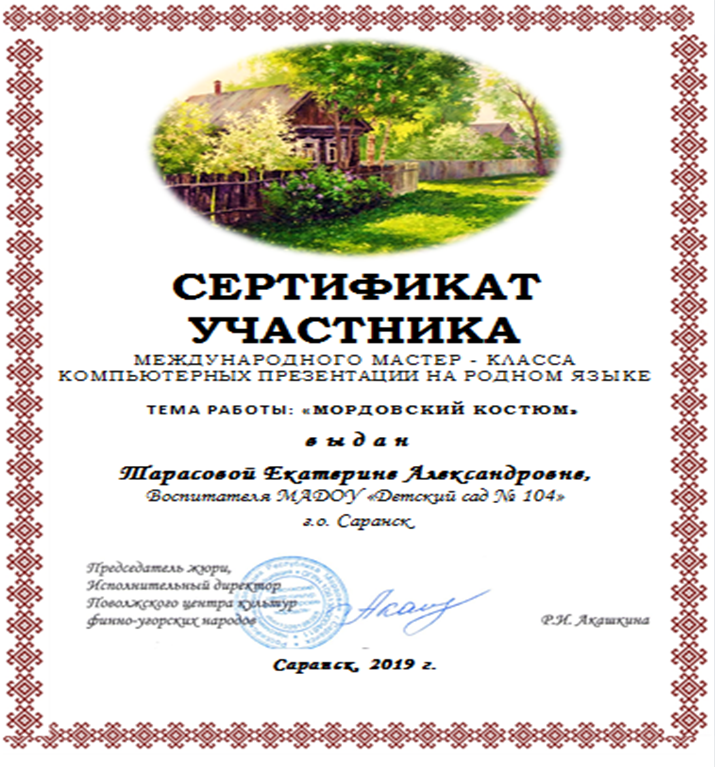 СЕРТИФИКАТ
УЧАСТНИКА
МЕЖДУНАРОДНОГО МАСТЕР - КЛАССА
КОМПЬЮТЕРНЫХ ПРЕЗЕНТАЦИИ НА РОДНОМ ЯЗЫКЕ
ТЕМА РАБОТЫ: «МОРДОВСКИЙ КОСТЮМ»
выдан
Тарасовой Екатерине Александровне,
Воспитателя МАДОУ «Детский сад № 104»
г.о. Саранск
Председатель жюри,
Исполнительный директор
Поволжского центра культур
финно-угорских народов
Р.И. Акашкина
Саранск, 2019 г.